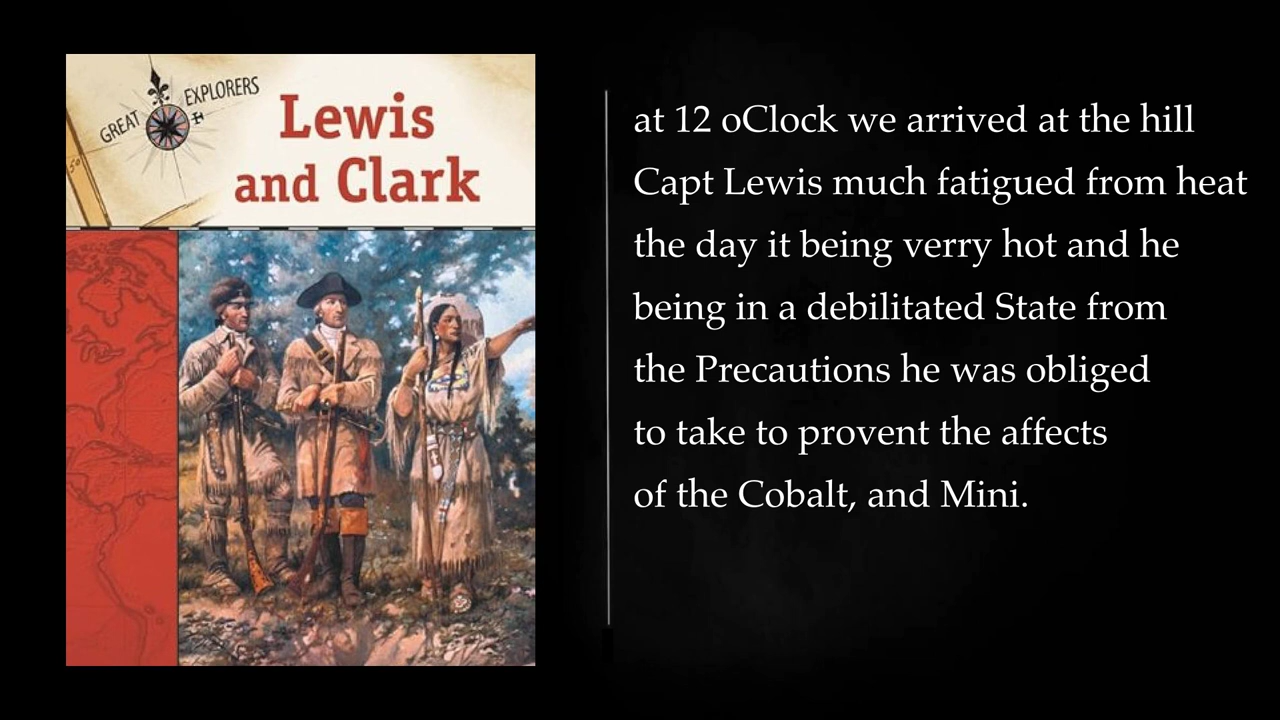 GREAT EXPLORERS
Lewis
and Clark
50
at 12 oClock we arrived at the hill
Capt Lewis much fatigued from heat
the day it being verry hot and he
being in a debilitated State from
the Precautions he was obliged
to take to provent the affects
of the Cobalt, and Mini.